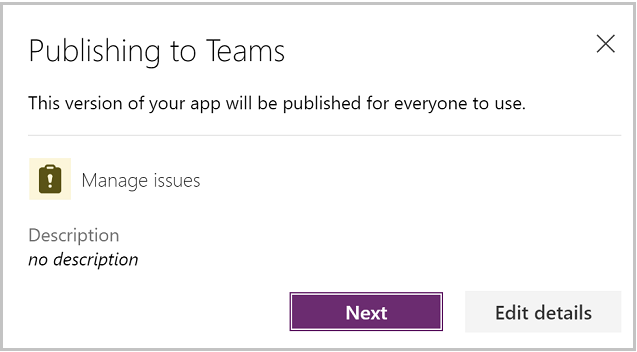 Publishing to Teams
This version of your app will be published for everyone to use.
Manage issues
Description
no description
Next
Edit details